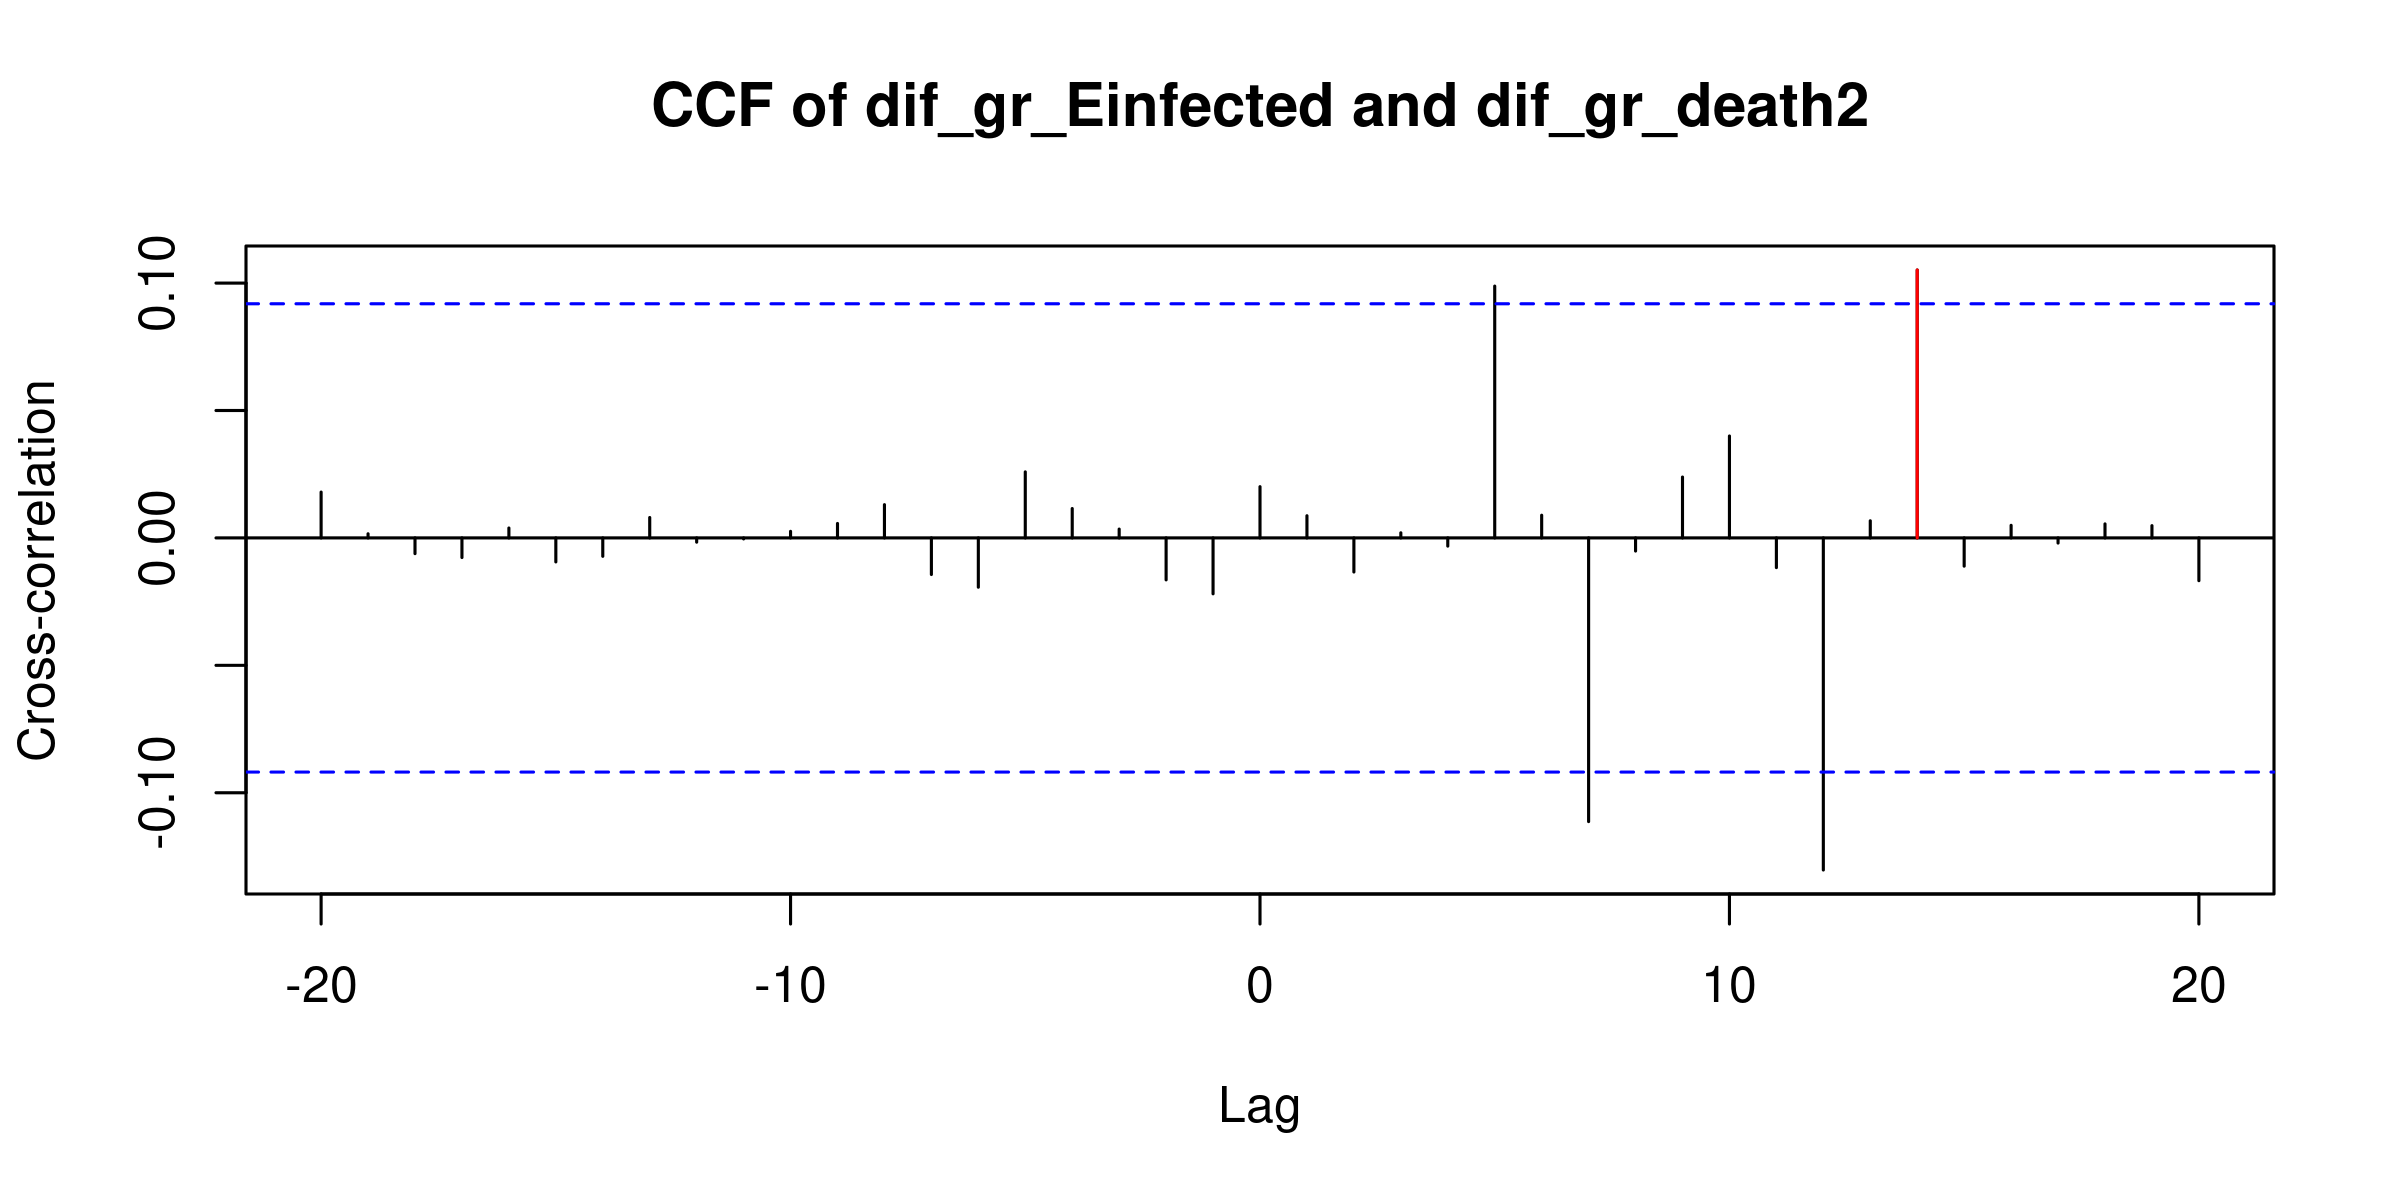 CCF of dif_gr_Einfected and dif_gr_death2
Cross-correlation
0.10
0.00
-0.10
-20 -10 0 10 20
Lag